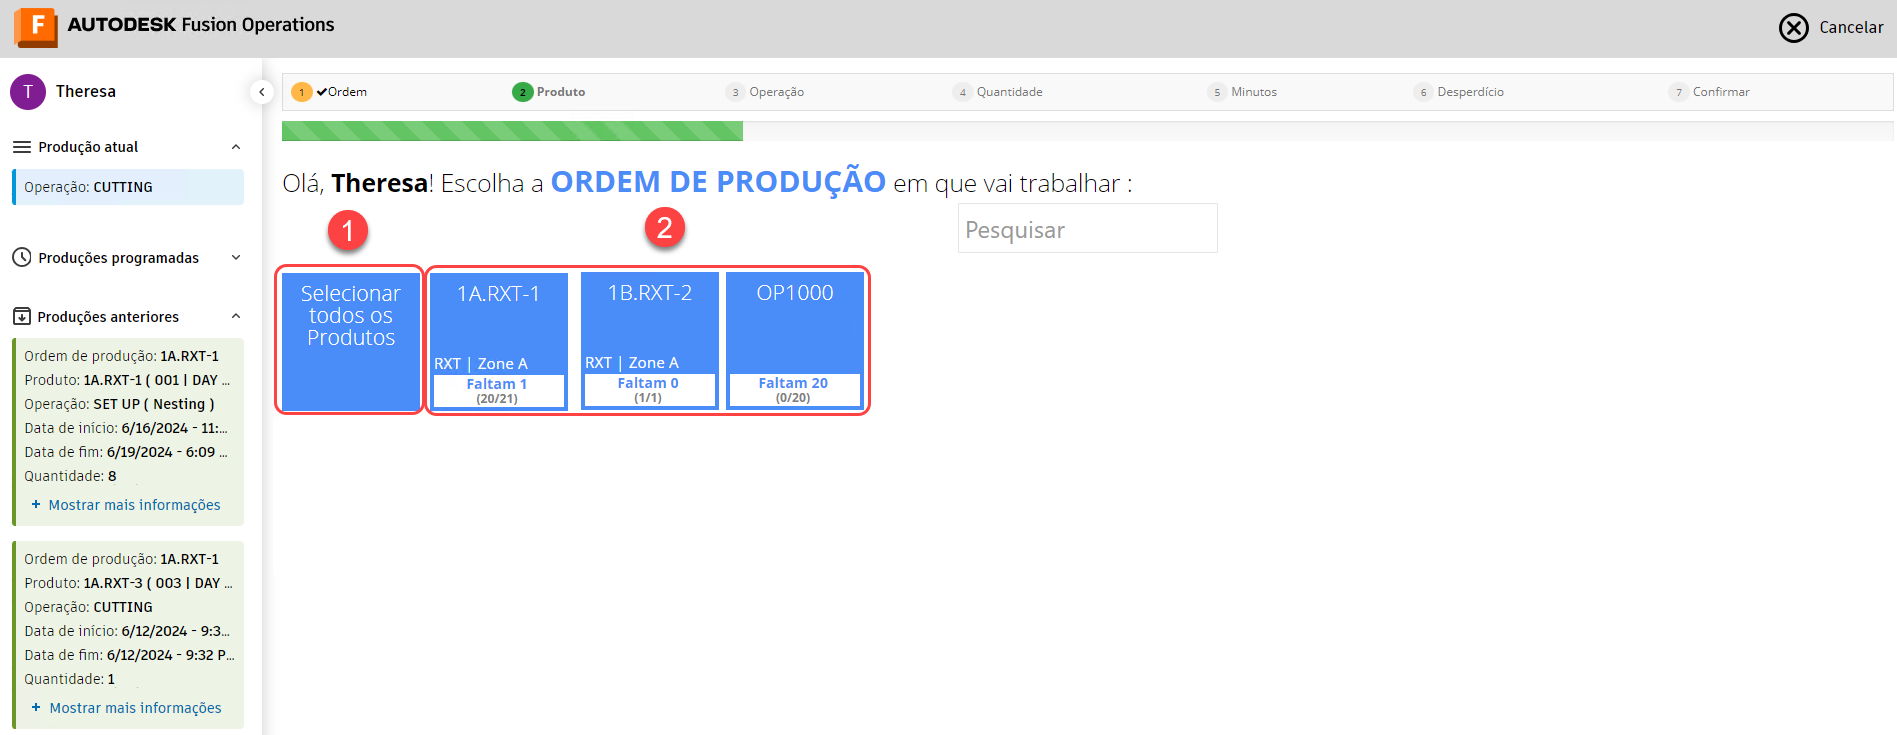 F AUTODESK Fusion Operations
Cancelar
T Theresa
Produção atual
Operação: CUTTING
Produções programadas
Produções anteriores
Ordem de produção: 1A.RXT-1
Produto: 1A.RXT-1 ( 001 | DAY ...
Operação: SET UP ( Nesting )
Data de início: 6/16/2024 - 11:...
Data de fim: 6/19/2024 - 6:09 ...
Quantidade: 8
+ Mostrar mais informações
Ordem de produção: 1A.RXT-1
Produto: 1A.RXT-3 ( 003 | DAY ...
Operação: CUTTING
Data de início: 6/12/2024 - 9:3...
Data de fim: 6/12/2024 - 9:32 P...
Quantidade: 1
+ Mostrar mais informações
1 ✔Ordem
2 Produto
3 Operação
4 Quantidade
5 Minutos
6 Desperdício
7 Confirmar
Olá, Theresa! Escolha a ORDEM DE PRODUÇÃO em que vai trabalhar :
Pesquisar
1
2
Selecionar
todos os
Produtos
1A.RXT-1
RXT | Zone A
Faltam 1
(20/21)
1B.RXT-2
RXT | Zone A
Faltam 0
(1/1)
OP1000
Faltam 20
(0/20)